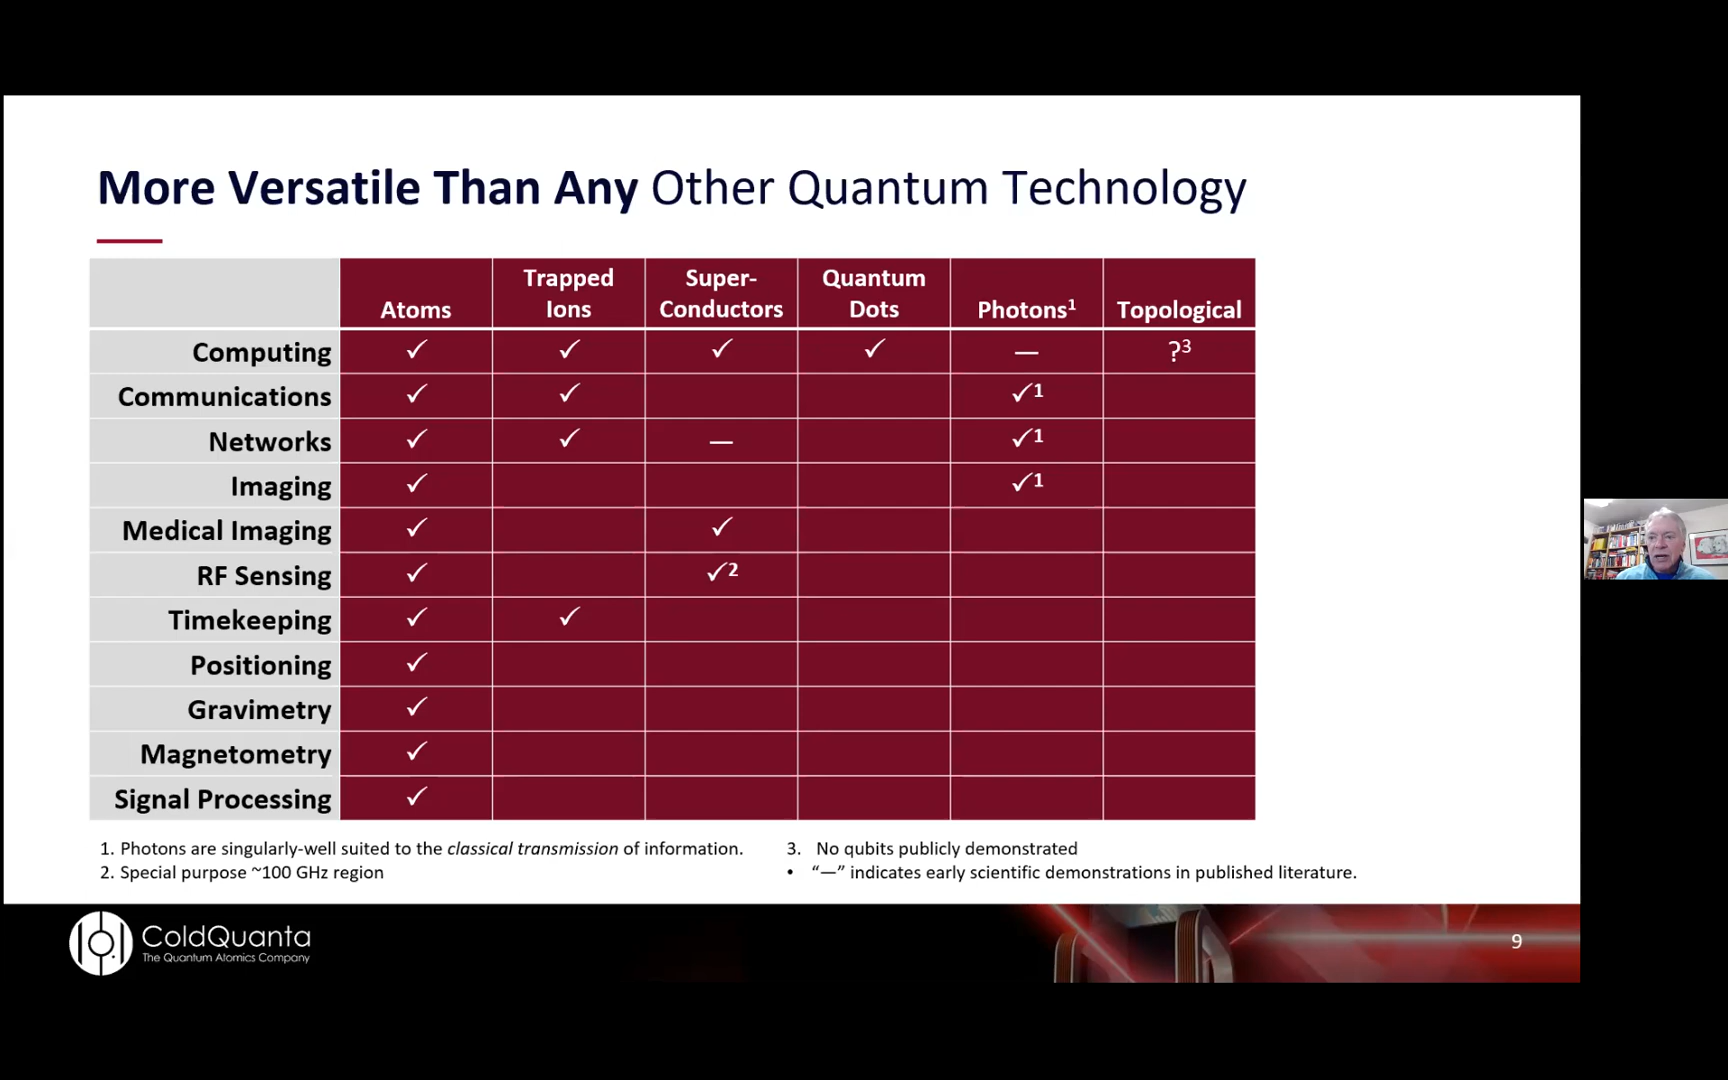 More Versatile Than Any Other Quantum Technology
Atoms Trapped Ions Super-Conductors Quantum Dots Photons¹ Topological
Computing ✓ ✓ ✓ ✓ — ?³
Communications ✓ ✓ ✓¹
Networks ✓ ✓ — ✓¹
Imaging ✓ ✓¹
Medical Imaging ✓ ✓
RF Sensing ✓ ✓²
Timekeeping ✓ ✓
Positioning ✓
Gravimetry ✓
Magnetometry ✓
Signal Processing ✓
1. Photons are singularly-well suited to the classical transmission of information.
2. Special purpose ~100 GHz region
3. No qubits publicly demonstrated
• “—” indicates early scientific demonstrations in published literature.
ColdQuanta
The Quantum Atomics Company
9